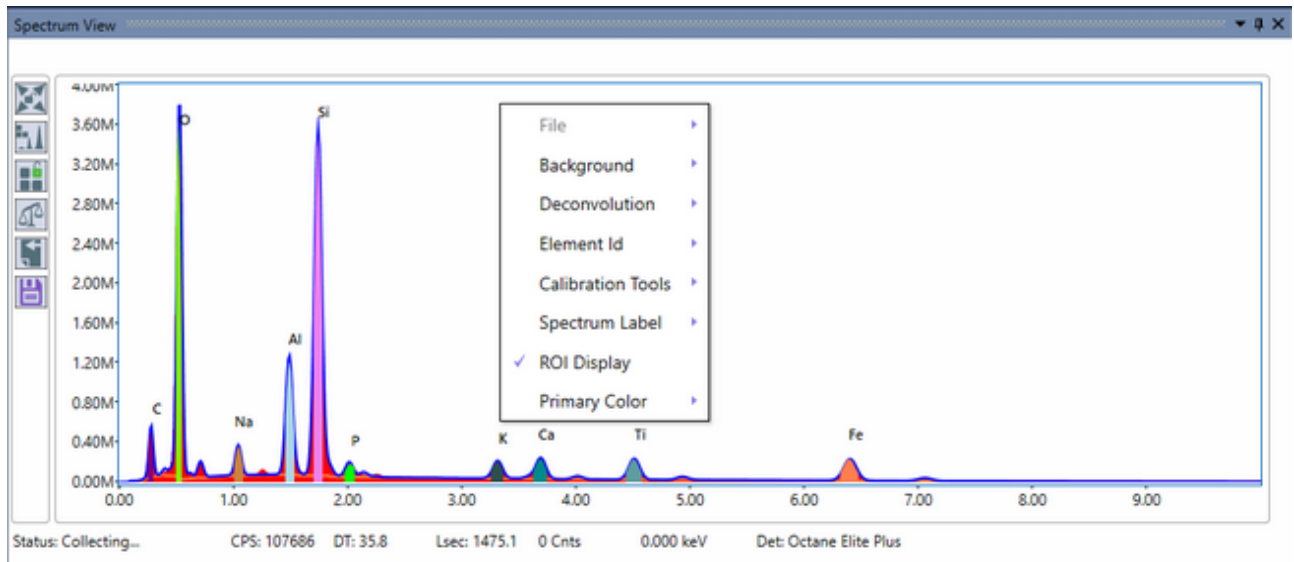 Spectrum View
4.00M
3.60M
3.20M
2.80M
2.40M
2.00M
1.60M
1.20M
0.80M
0.40M
0.00M
O
Si
Al
C
Na
P
K
Ca
Ti
Fe
File
Background
Deconvolution
Element Id
Calibration Tools
Spectrum Label
✓ ROI Display
Primary Color
0.00 1.00 2.00 3.00 4.00 5.00 6.00 7.00 8.00 9.00
Status: Collecting... CPS: 107686 DT: 35.8 Lsec: 1475.1 0 Cnts 0.000 keV Det: Octane Elite Plus